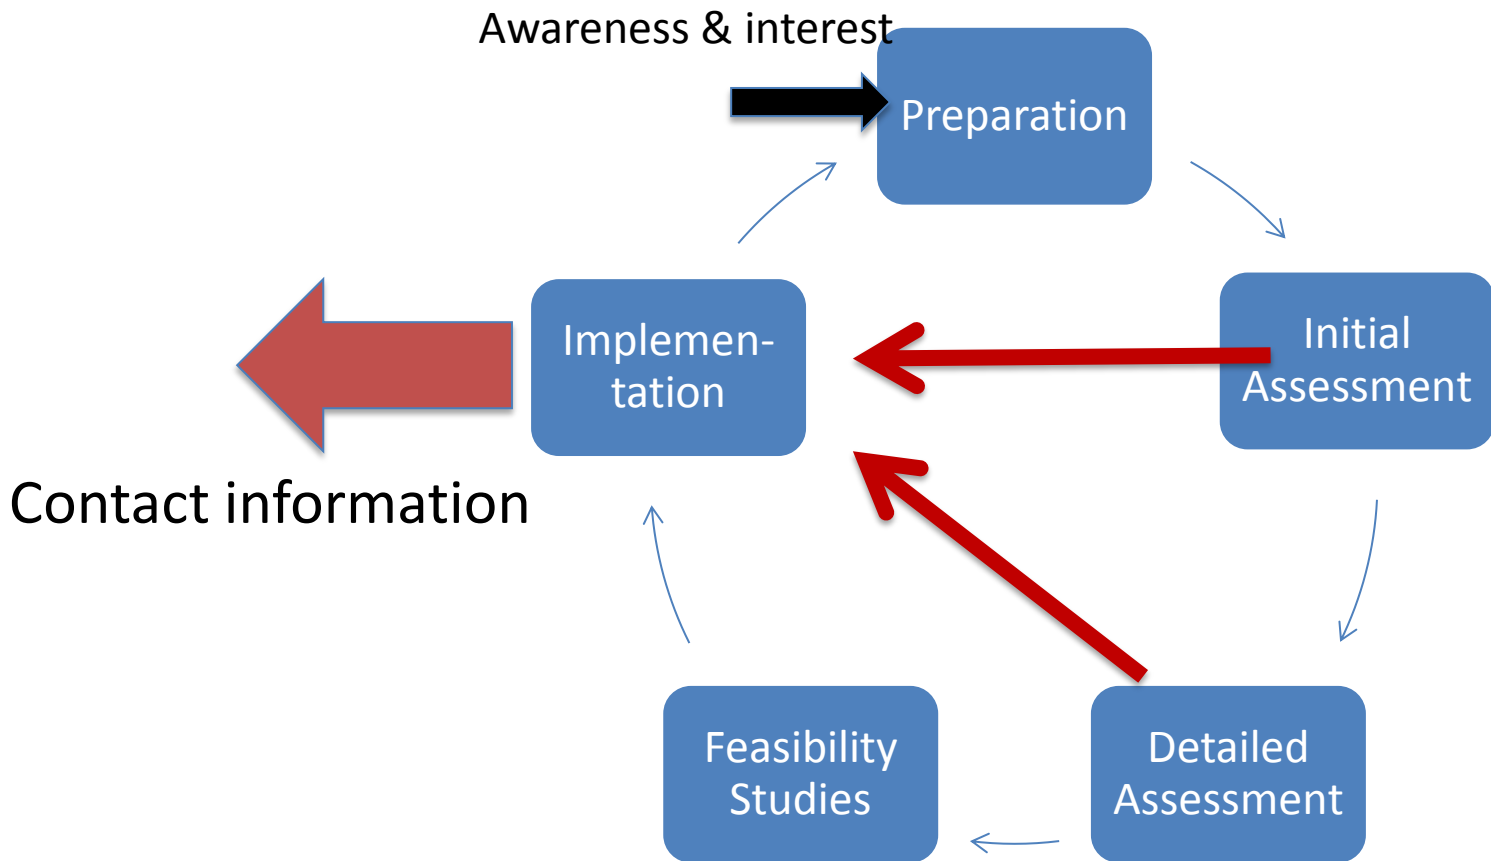 Awareness & interest
Preparation
Implemen-
tation
Initial
Assessment
Contact information
Feasibility
Studies
Detailed
Assessment